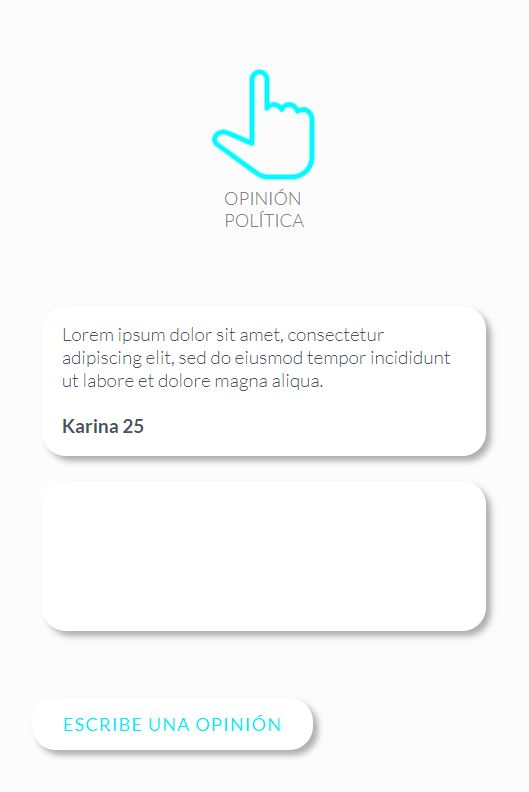 OPINIÓN
POLÍTICA
Lorem ipsum dolor sit amet, consectetur
adipiscing elit, sed do eiusmod tempor incididunt
ut labore et dolore magna aliqua.
Karina 25
ESCRIBE UNA OPINIÓN